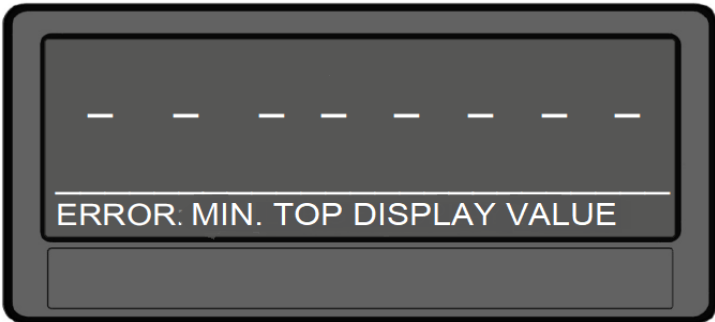 – – – – – – – –
ERROR: MIN. TOP DISPLAY VALUE